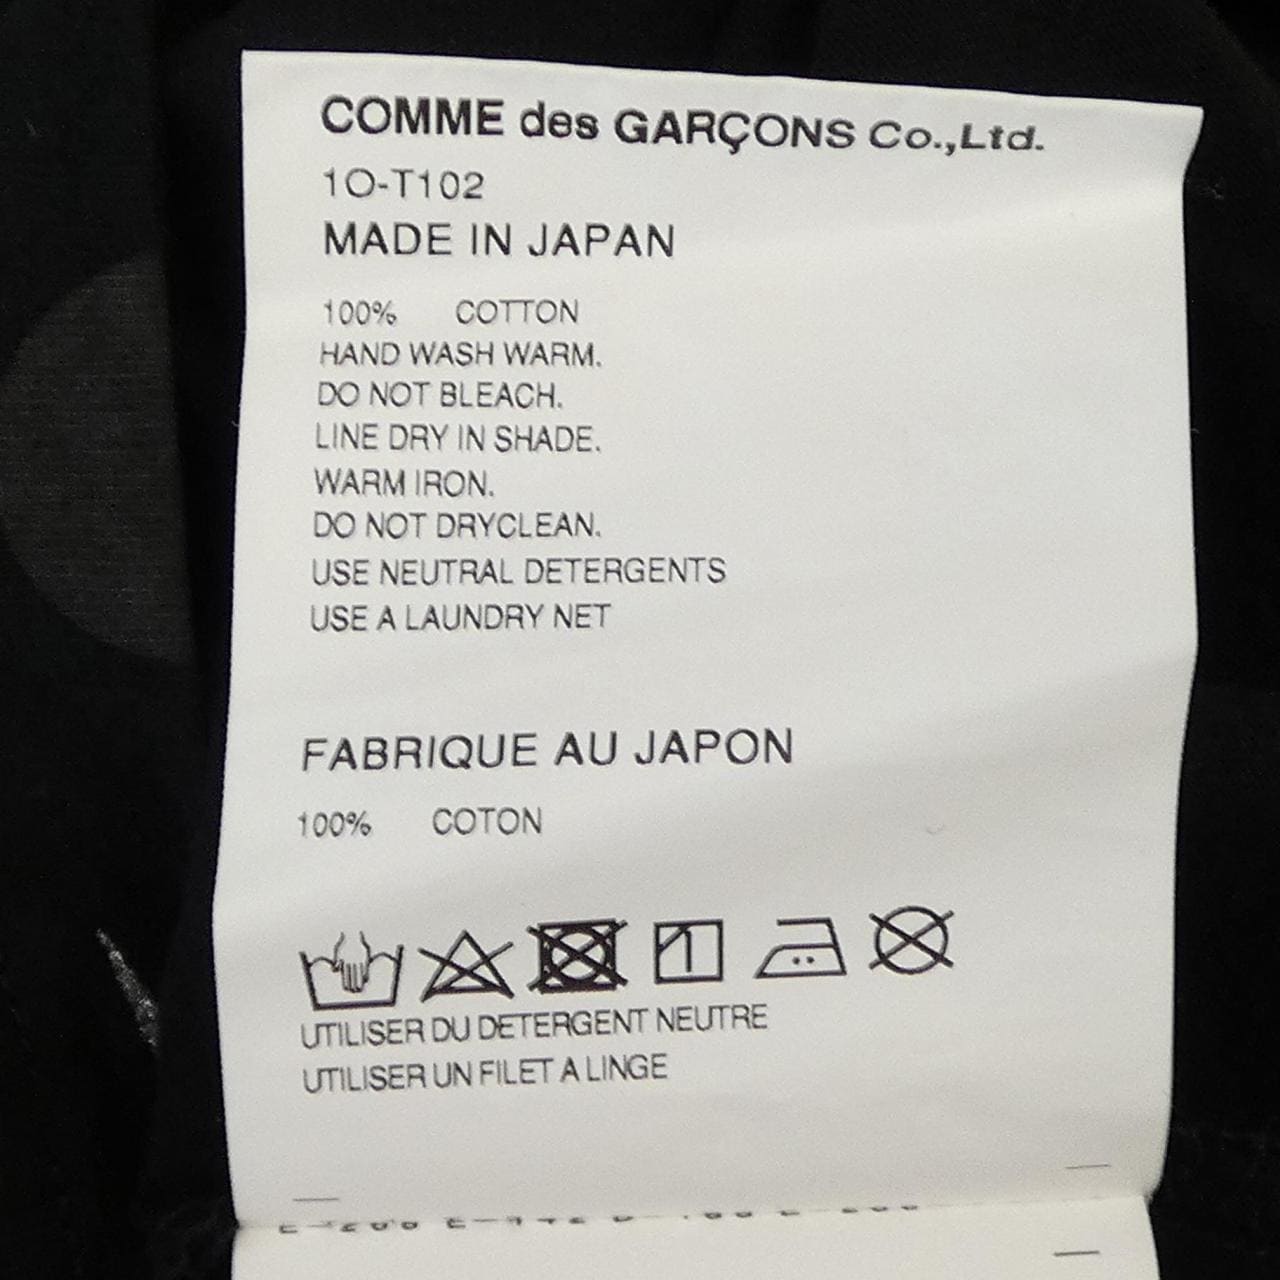 COMME des GARÇONS Co.,Ltd.
1O-T102
MADE IN JAPAN
100% COTTON
HAND WASH WARM.
DO NOT BLEACH.
LINE DRY IN SHADE.
WARM IRON.
DO NOT DRYCLEAN.
USE NEUTRAL DETERGENTS
USE A LAUNDRY NET
FABRIQUE AU JAPON
100% COTON
UTILISER DU DETERGENT NEUTRE
UTILISER UN FILET A LINGE